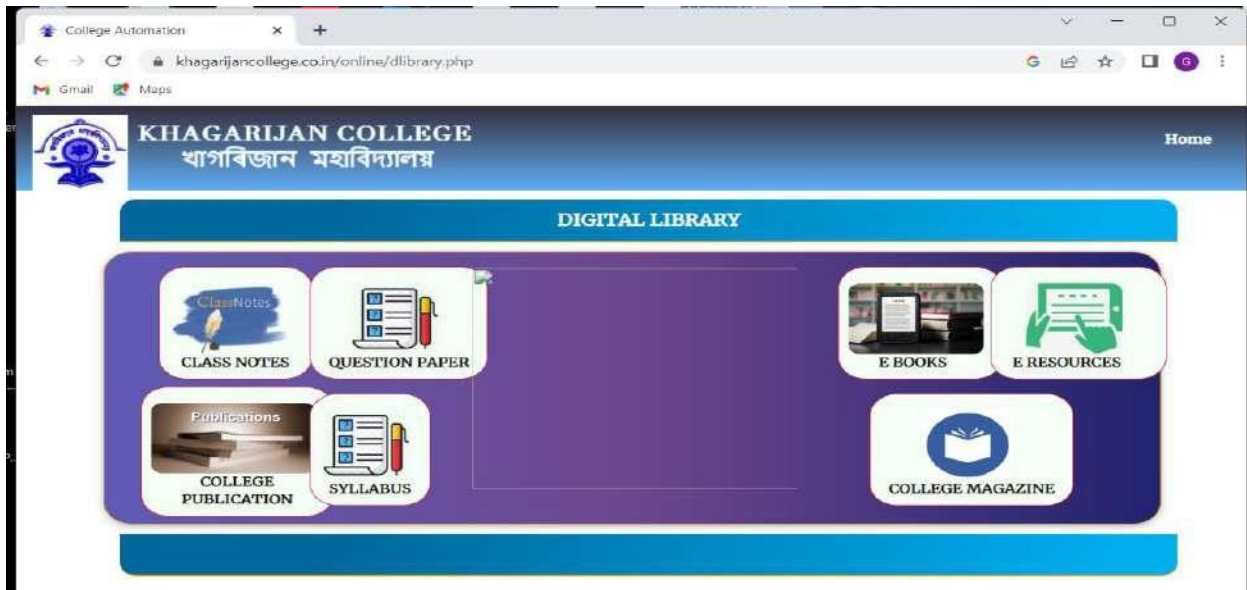 College Automation
khagarijancollege.co.in/online/dlibrary.php
G
Gmail
Maps
KHAGARIJAN COLLEGE
খাগৰিজান মহাবিদ্যালয়
Home
DIGITAL LIBRARY
ClassNotes
CLASS NOTES
QUESTION PAPER
E BOOKS
E RESOURCES
Publications
COLLEGE
PUBLICATION
SYLLABUS
COLLEGE MAGAZINE